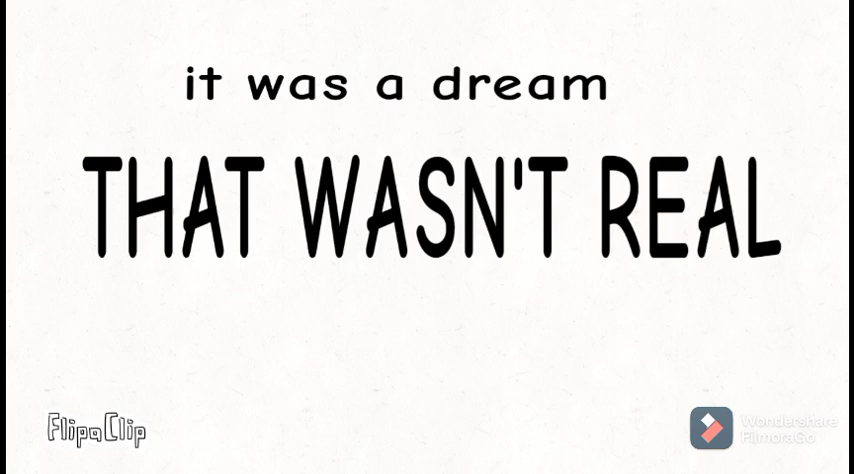 it was a dream
THAT WASN'T REAL
FlipaClip
Wondershare
FilmoraGo